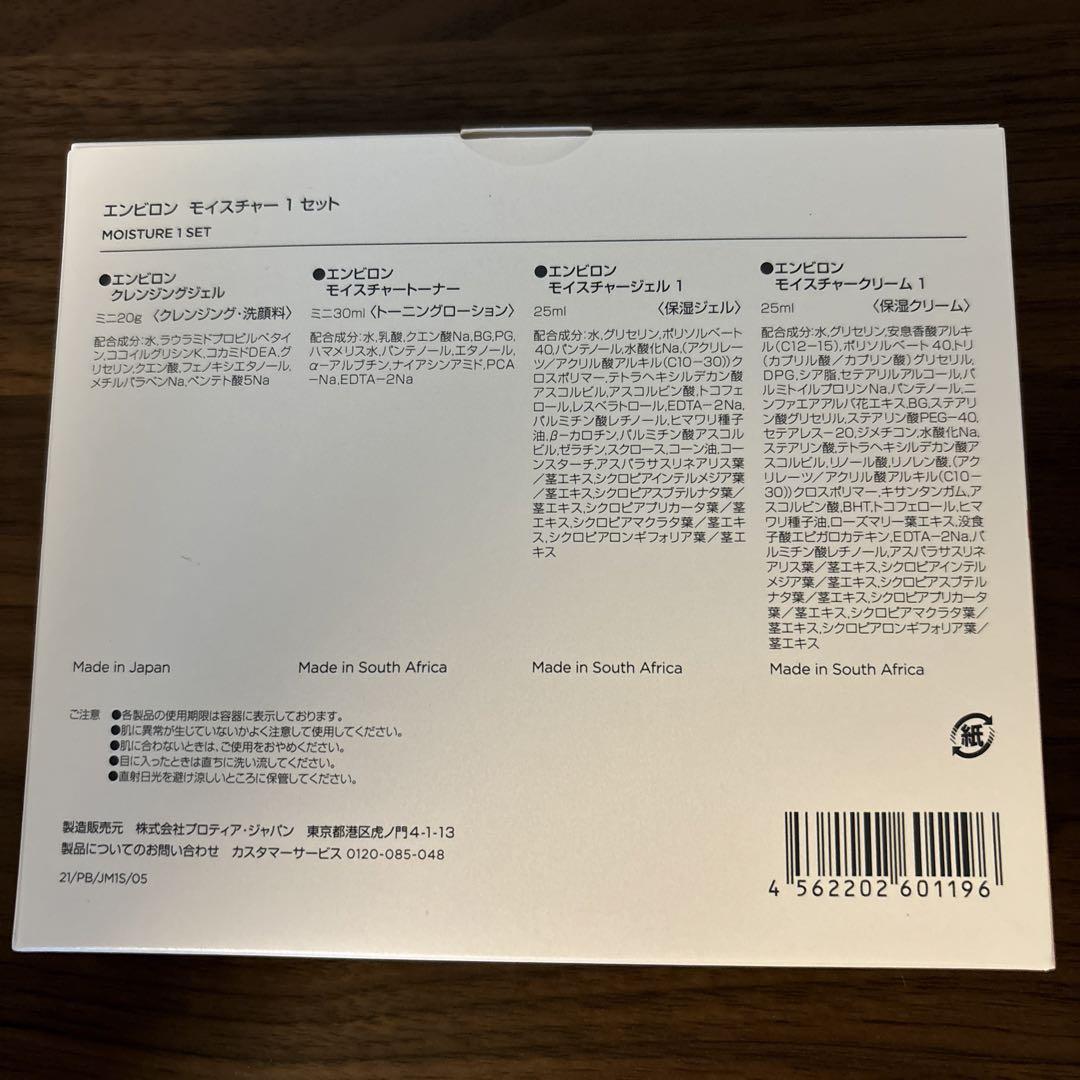 エンビロン モイスチャー 1 セット
MOISTURE 1 SET
●エンビロン
クレンジングジェル
ミニ20g 〈クレンジング・洗顔料〉
配合成分：水,ラウラミドプロピルベタイ
ン,ココイルグリシンK,コカミドDEA,グ
リセリン,クエン酸,フェノキシエタノール,
メチルパラベンNa,ペンテト酸5Na
Made in Japan
●エンビロン
モイスチャートーナー
ミニ30ml 〈トーニングローション〉
配合成分：水,乳酸,クエン酸Na,BG,PG,
ハマメリス水,パンテノール,エタノール,
α－アルブチン,ナイアシンアミド,PCA
－Na,EDTA－2Na
Made in South Africa
●エンビロン
モイスチャージェル 1
25ml 〈保湿ジェル〉
配合成分：水,グリセリン,ポリソルベート
40,パンテノール,水酸化Na,(アクリレー
ツ／アクリル酸アルキル(C10－30))ク
ロスポリマー,テトラヘキシルデカン酸
アスコルビル,アスコルビン酸,トコフェ
ロール,レスベラトロール,EDTA－2Na,
パルミチン酸レチノール,ヒマワリ種子
油,β－カロチン,パルミチン酸アスコル
ビル,ゼラチン,スクロース,コーン油,コー
ンスターチ,アスパラサスリネアリス葉
／茎エキス,シクロピアインテルメジア葉
／茎エキス,シクロピアスブテルナタ葉／
茎エキス,シクロピアプリカータ葉／茎
エキス,シクロピアマクラタ葉／茎エキ
ス,シクロピアロンギフォリア葉／茎エ
キス
Made in South Africa
●エンビロン
モイスチャークリーム 1
25ml 〈保湿クリーム〉
配合成分：水,グリセリン,安息香酸アルキ
ル(C12－15),ポリソルベート40,トリ
(カプリル酸／カプリン酸)グリセリル,
DPG,シア脂,セテアリルアルコール,パ
ルミトイルプロリンNa,パンテノール,ニ
ンファエアアルバ花エキス,BG,ステアリ
ン酸グリセリル,ステアリン酸PEG－40,
セテアレス－20,ジメチコン,水酸化Na,
ステアリン酸,テトラヘキシルデカン酸ア
スコルビル,リノール酸,リノレン酸,(アク
リレーツ／アクリル酸アルキル(C10－
30))クロスポリマー,キサンタンガム,ア
スコルビン酸,BHT,トコフェロール,ヒマ
ワリ種子油,ローズマリー葉エキス,没食
子酸エピガロカテキン,EDTA－2Na,パ
ルミチン酸レチノール,アスパラサスリネ
アリス葉／茎エキス,シクロピアインテル
メジア葉／茎エキス,シクロピアスブテル
ナタ葉／茎エキス,シクロピアプリカータ
葉／茎エキス,シクロピアマクラタ葉／
茎エキス,シクロピアロンギフォリア葉／
茎エキス
Made in South Africa
ご注意 ●各製品の使用期限は容器に表示しております。
●肌に異常が生じていないかよく注意して使用してください。
●肌に合わないときは、ご使用をおやめください。
●目に入ったときは直ちに洗い流してください。
●直射日光を避け涼しいところに保管してください。
紙
製造販売元 株式会社プロティア・ジャパン 東京都港区虎ノ門4-1-13
製品についてのお問い合わせ カスタマーサービス 0120-085-048
21/PB/JM1S/05
4 562202 601196